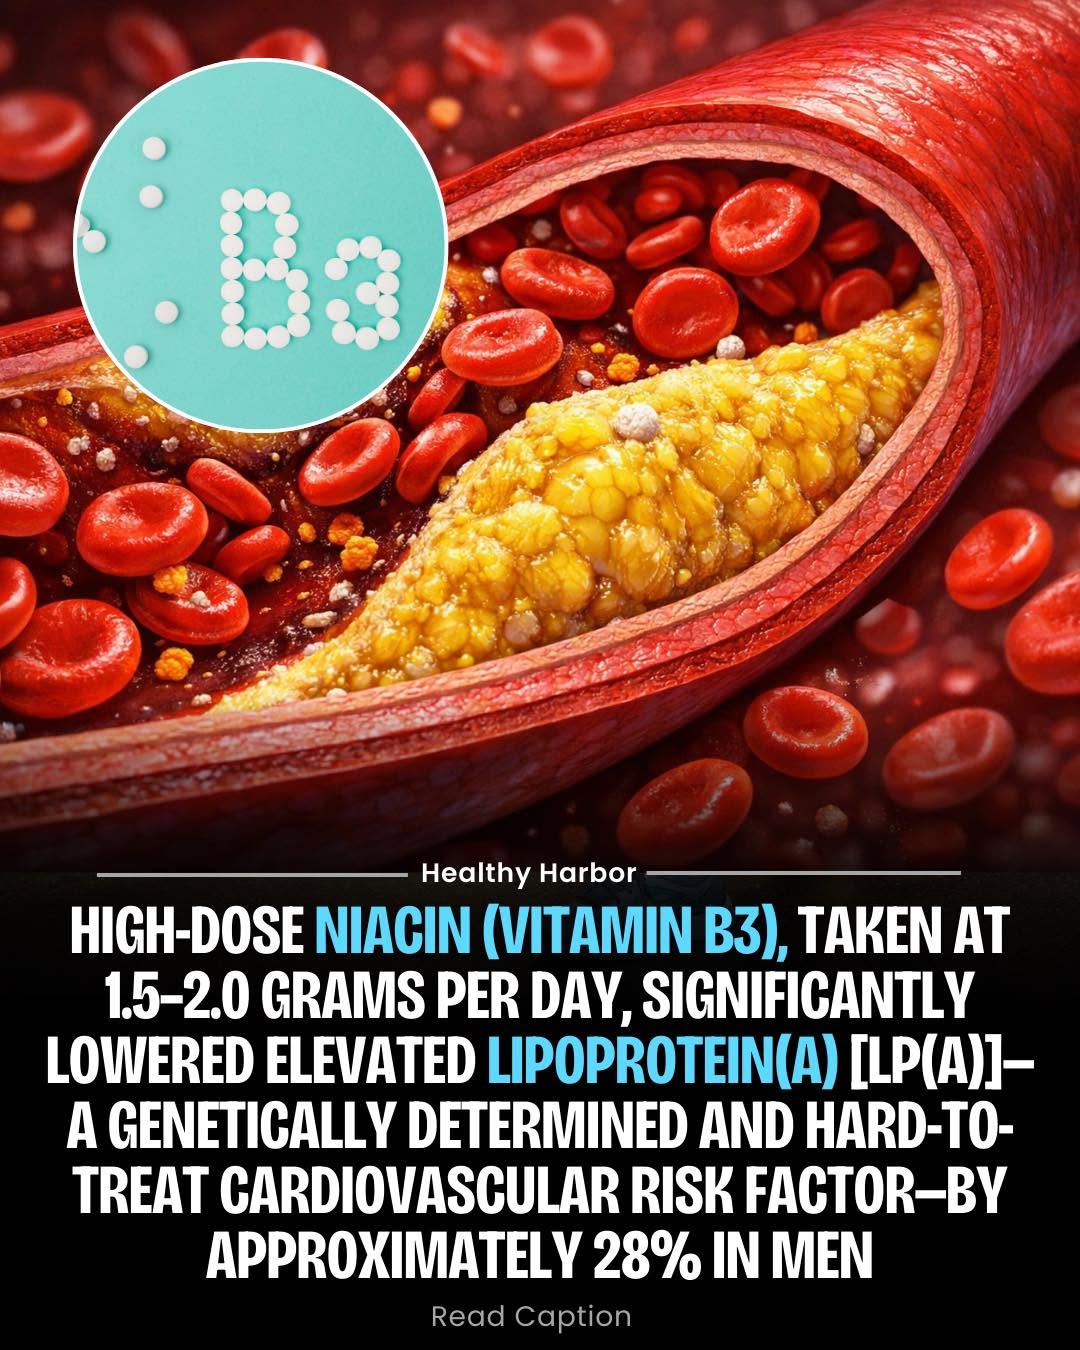 B3
Healthy Harbor
HIGH-DOSE NIACIN (VITAMIN B3), TAKEN AT
1.5–2.0 GRAMS PER DAY, SIGNIFICANTLY
LOWERED ELEVATED LIPOPROTEIN(A) [LP(A)]—
A GENETICALLY DETERMINED AND HARD-TO-
TREAT CARDIOVASCULAR RISK FACTOR—BY
APPROXIMATELY 28% IN MEN
Read Caption